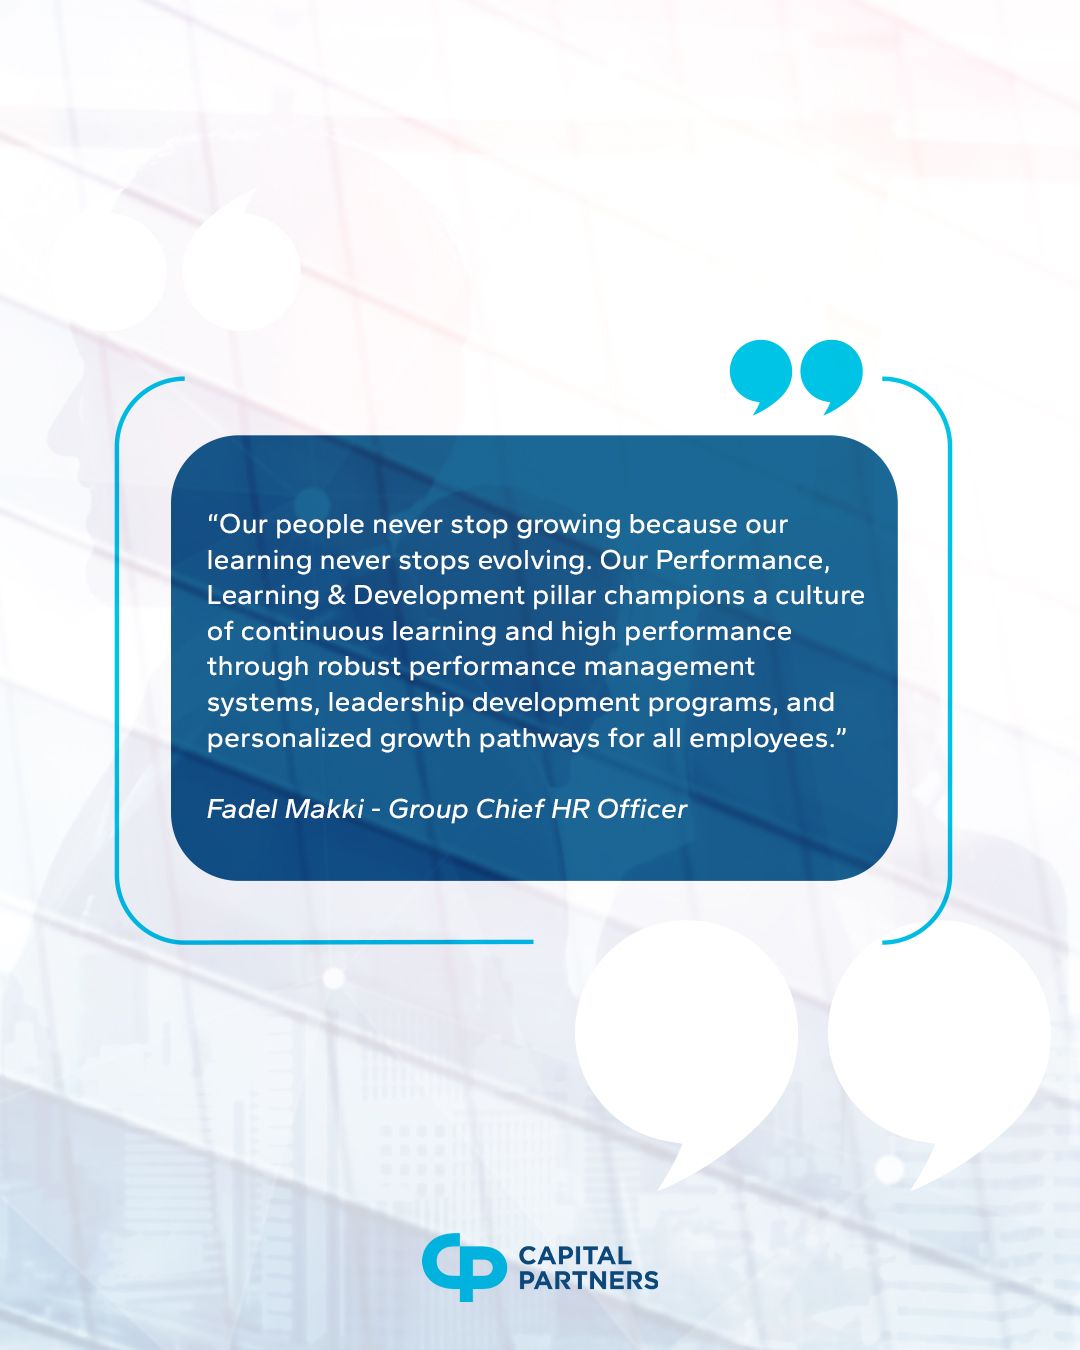 “Our people never stop growing because our
learning never stops evolving. Our Performance,
Learning & Development pillar champions a culture
of continuous learning and high performance
through robust performance management
systems, leadership development programs, and
personalized growth pathways for all employees.”
Fadel Makki - Group Chief HR Officer
CAPITAL
PARTNERS